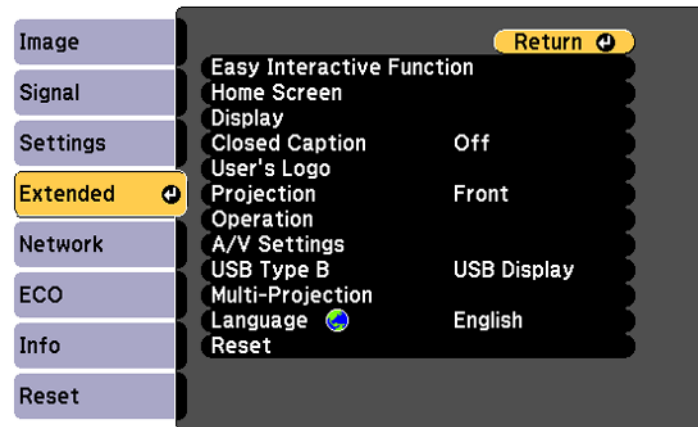 Image
Signal
Settings
Extended
Network
ECO
Info
Reset
Return
Easy Interactive Function
Home Screen
Display
Closed Caption Off
User's Logo
Projection Front
Operation
A/V Settings
USB Type B USB Display
Multi-Projection
Language English
Reset